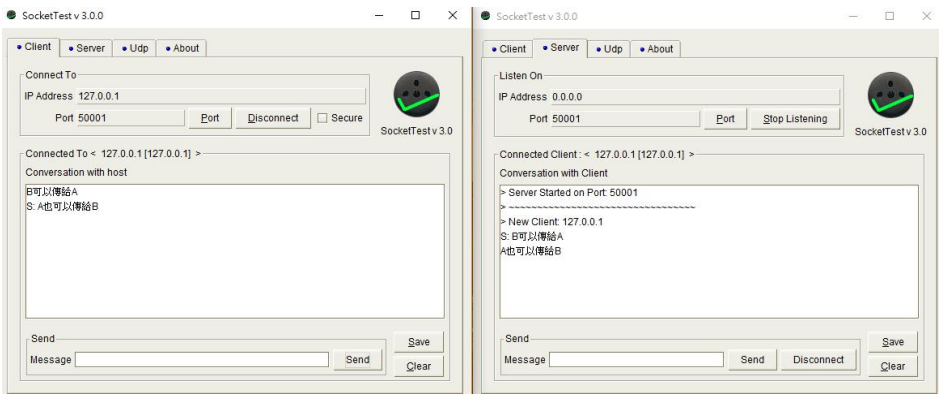 SocketTest v 3.0.0
Client Server Udp About
Connect To
IP Address 127.0.0.1
Port 50001 Port Disconnect Secure
SocketTest v 3.0
Connected To < 127.0.0.1 [127.0.0.1] >
Conversation with host
B可以傳給A
S: A也可以傳給B
Send
Message Send
Save
Clear
SocketTest v 3.0.0
Client Server Udp About
Listen On
IP Address 0.0.0.0
Port 50001 Port Stop Listening
SocketTest v 3.0
Connected Client : < 127.0.0.1 [127.0.0.1] >
Conversation with Client
> Server Started on Port: 50001
> ~~~~~~~~~~~~~~~~~~~~~~~~~~~~~~~~~~
> New Client: 127.0.0.1
S: B可以傳給A
A也可以傳給B
Send
Message Send Disconnect
Save
Clear